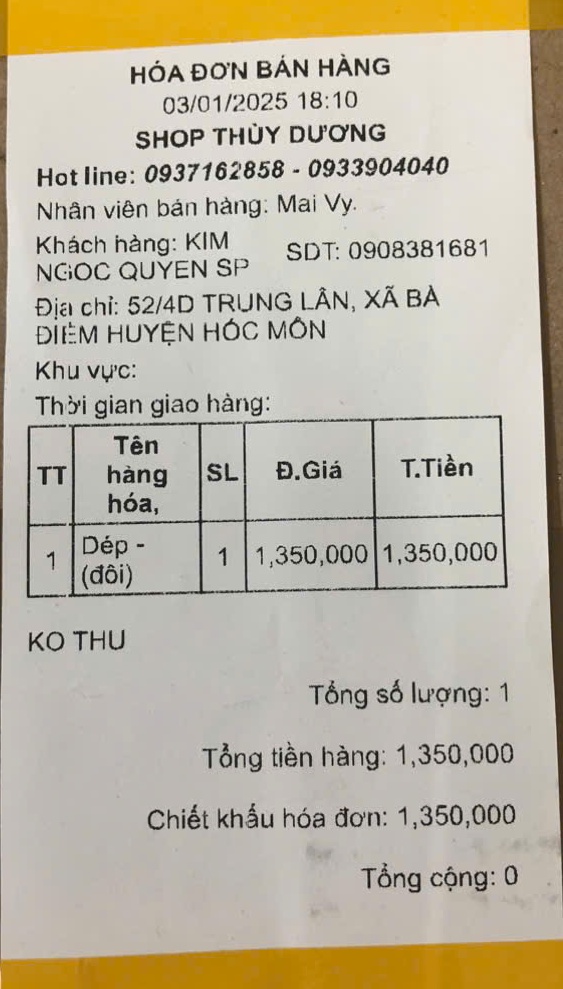 HÓA ĐƠN BÁN HÀNG
03/01/2025 18:10
SHOP THÙY DƯƠNG
Hot line: 0937162858 - 0933904040
Nhân viên bán hàng: Mai Vy.
Khách hàng: KIM NGOC QUYEN SP
SDT: 0908381681
Địa chỉ: 52/4D TRUNG LÂN, XÃ BÀ
ĐIỂM HUYỆN HÓC MÔN
Khu vực:
Thời gian giao hàng:
TT Tên hàng hóa, SL Đ.Giá T.Tiền
1 Dép - (đôi) 1 1,350,000 1,350,000
KO THU
Tổng số lượng: 1
Tổng tiền hàng: 1,350,000
Chiết khấu hóa đơn: 1,350,000
Tổng cộng: 0